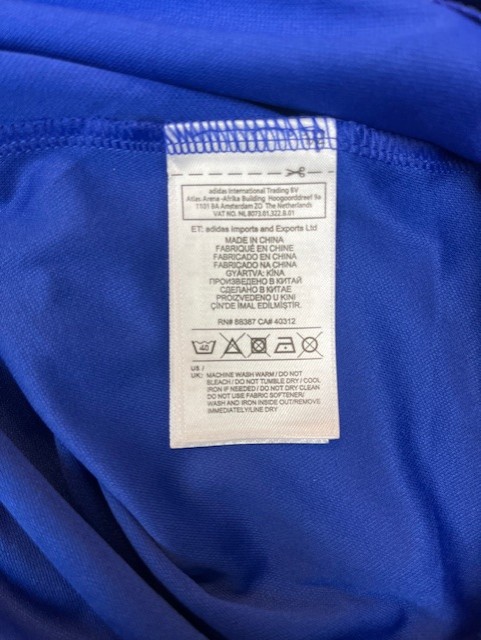 adidas International Trading BV
Atlas Arena -Afrika Building Hoogoorddreef 9a
1101 BA Amsterdam ZO The Netherlands
VAT NO. NL 8073.01.322.B.01
ET: adidas Imports and Exports Ltd
MADE IN CHINA
FABRIQUÉ EN CHINE
FABRICADO EN CHINA
FABRICADO NA CHINA
GYÁRTVA: KÍNA
ПРОИЗВЕДЕНО В КИТАЙ
СДЕЛАНО В КИТАЕ
PROIZVEDENO U KINI
ÇİN'DE İMAL EDİLMİŞTİR.
RN# 88387 CA# 40312
40
US /
UK: MACHINE WASH WARM / DO NOT
BLEACH / DO NOT TUMBLE DRY / COOL
IRON IF NEEDED / DO NOT DRY CLEAN
DO NOT USE FABRIC SOFTENER/
WASH AND IRON INSIDE OUT/REMOVE
IMMEDIATELY/LINE DRY